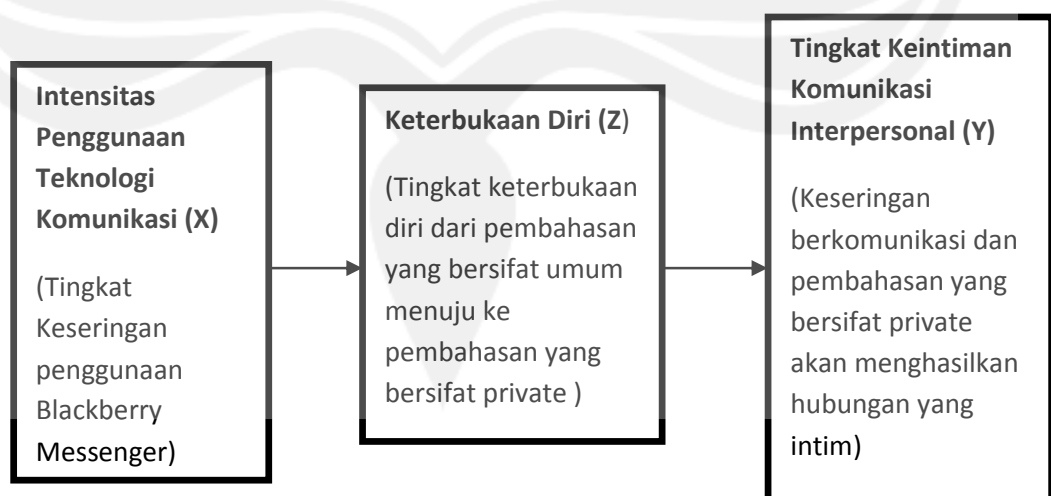 Intensitas
Penggunaan
Teknologi
Komunikasi (X)
(Tingkat
Keseringan
penggunaan
Blackberry
Messenger)
Keterbukaan Diri (Z)
(Tingkat keterbukaan
diri dari pembahasan
yang bersifat umum
menuju ke
pembahasan yang
bersifat private )
Tingkat Keintiman
Komunikasi
Interpersonal (Y)
(Keseringan
berkomunikasi dan
pembahasan yang
bersifat private
akan menghasilkan
hubungan yang
intim)